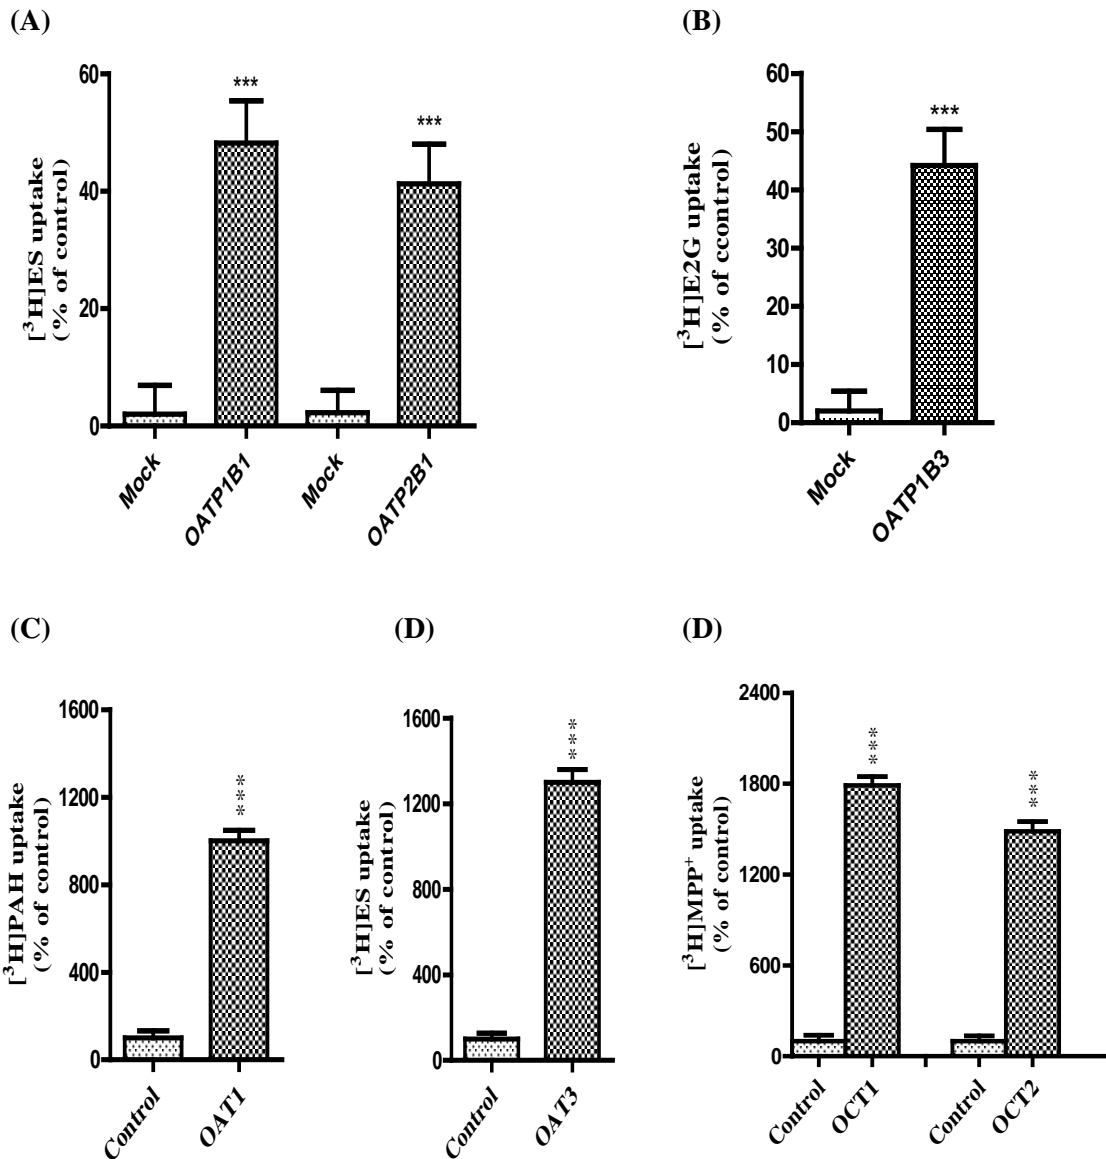 (A)
60
40
20
0
[³H]ES uptake
(% of control)
***
***
Mock
OATP1B1
Mock
OATP2B1
(B)
60
50
40
30
20
10
0
[³H]E2G uptake
(% of ccontrol)
***
Mock
OATP1B3
(C)
1600
1200
800
400
0
[³H]PAH uptake
(% of control)
***
Control
OAT1
(D)
1600
1200
800
400
0
[³H]ES uptake
(% of control)
***
Control
OAT3
(D)
2400
1800
1200
600
0
[³H]MPP⁺ uptake
(% of control)
***
***
Control
OCT1
Control
OCT2